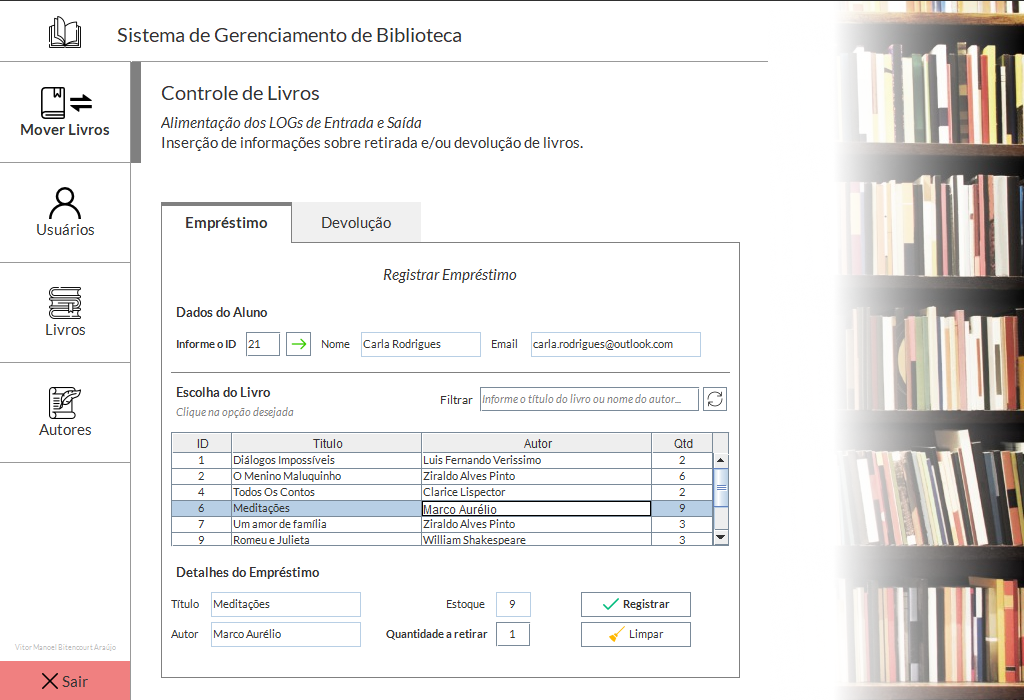 Sistema de Gerenciamento de Biblioteca
Mover Livros
Usuários
Livros
Autores
Vitor Manoel Bitencourt Araújo
Sair
Controle de Livros
Alimentação dos LOGs de Entrada e Saída
Inserção de informações sobre retirada e/ou devolução de livros.
Empréstimo Devolução
Registrar Empréstimo
Dados do Aluno
Informe o ID 21 Nome Carla Rodrigues Email carla.rodrigues@outlook.com
Escolha do Livro
Clique na opção desejada
Filtrar Informe o título do livro ou nome do autor...
ID Titulo Autor Qtd
1 Diálogos Impossíveis Luis Fernando Verissimo 2
2 O Menino Maluquinho Ziraldo Alves Pinto 6
4 Todos Os Contos Clarice Lispector 2
6 Meditações Marco Aurélio 9
7 Um amor de família Ziraldo Alves Pinto 3
9 Romeu e Julieta William Shakespeare 3
Detalhes do Empréstimo
Título Meditações Estoque 9 Registrar
Autor Marco Aurélio Quantidade a retirar 1 Limpar